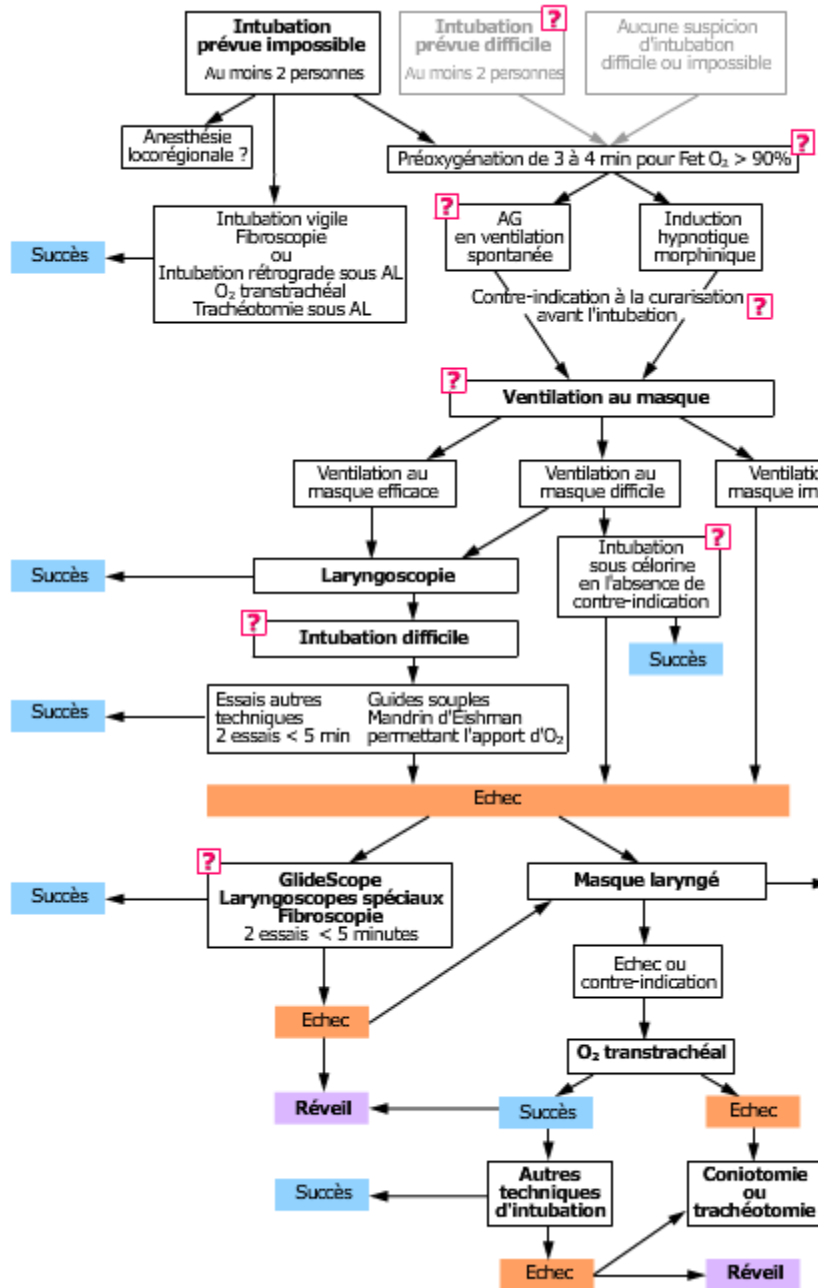 Intubation
prévue impossible
Au moins 2 personnes
Intubation
prévue difficile
Au moins 2 personnes
?
Aucune suspicion
d'intubation
difficile ou impossible
Anesthésie
locorégionale ?
Préoxygénation de 3 à 4 min pour Fet O₂ > 90%
?
Intubation vigile
Fibroscopie
ou
Intubation rétrograde sous AL
O₂ transtrachéal
Trachéotomie sous AL
Succès
?
AG
en ventilation
spontanée
Induction
hypnotique
morphinique
Contre-indication à la curarisation
avant l'intubation
?
?
Ventilation au masque
Ventilation au
masque efficace
Ventilation au
masque difficile
Ventilatio
masque im
Succès
Laryngoscopie
Intubation
sous célorine
en l'absence de
contre-indication
?
?
Intubation difficile
Succès
Succès
Essais autres
techniques
2 essais < 5 min
Guides souples
Mandrin d'Eishman
permettant l'apport d'O₂
Echec
?
GlideScope
Laryngoscopes spéciaux
Fibroscopie
2 essais < 5 minutes
Succès
Masque laryngé
Echec ou
contre-indication
Echec
O₂ transtrachéal
Réveil
Succès
Echec
Succès
Autres
techniques
d'intubation
Coniotomie
ou
trachéotomie
Echec
Réveil